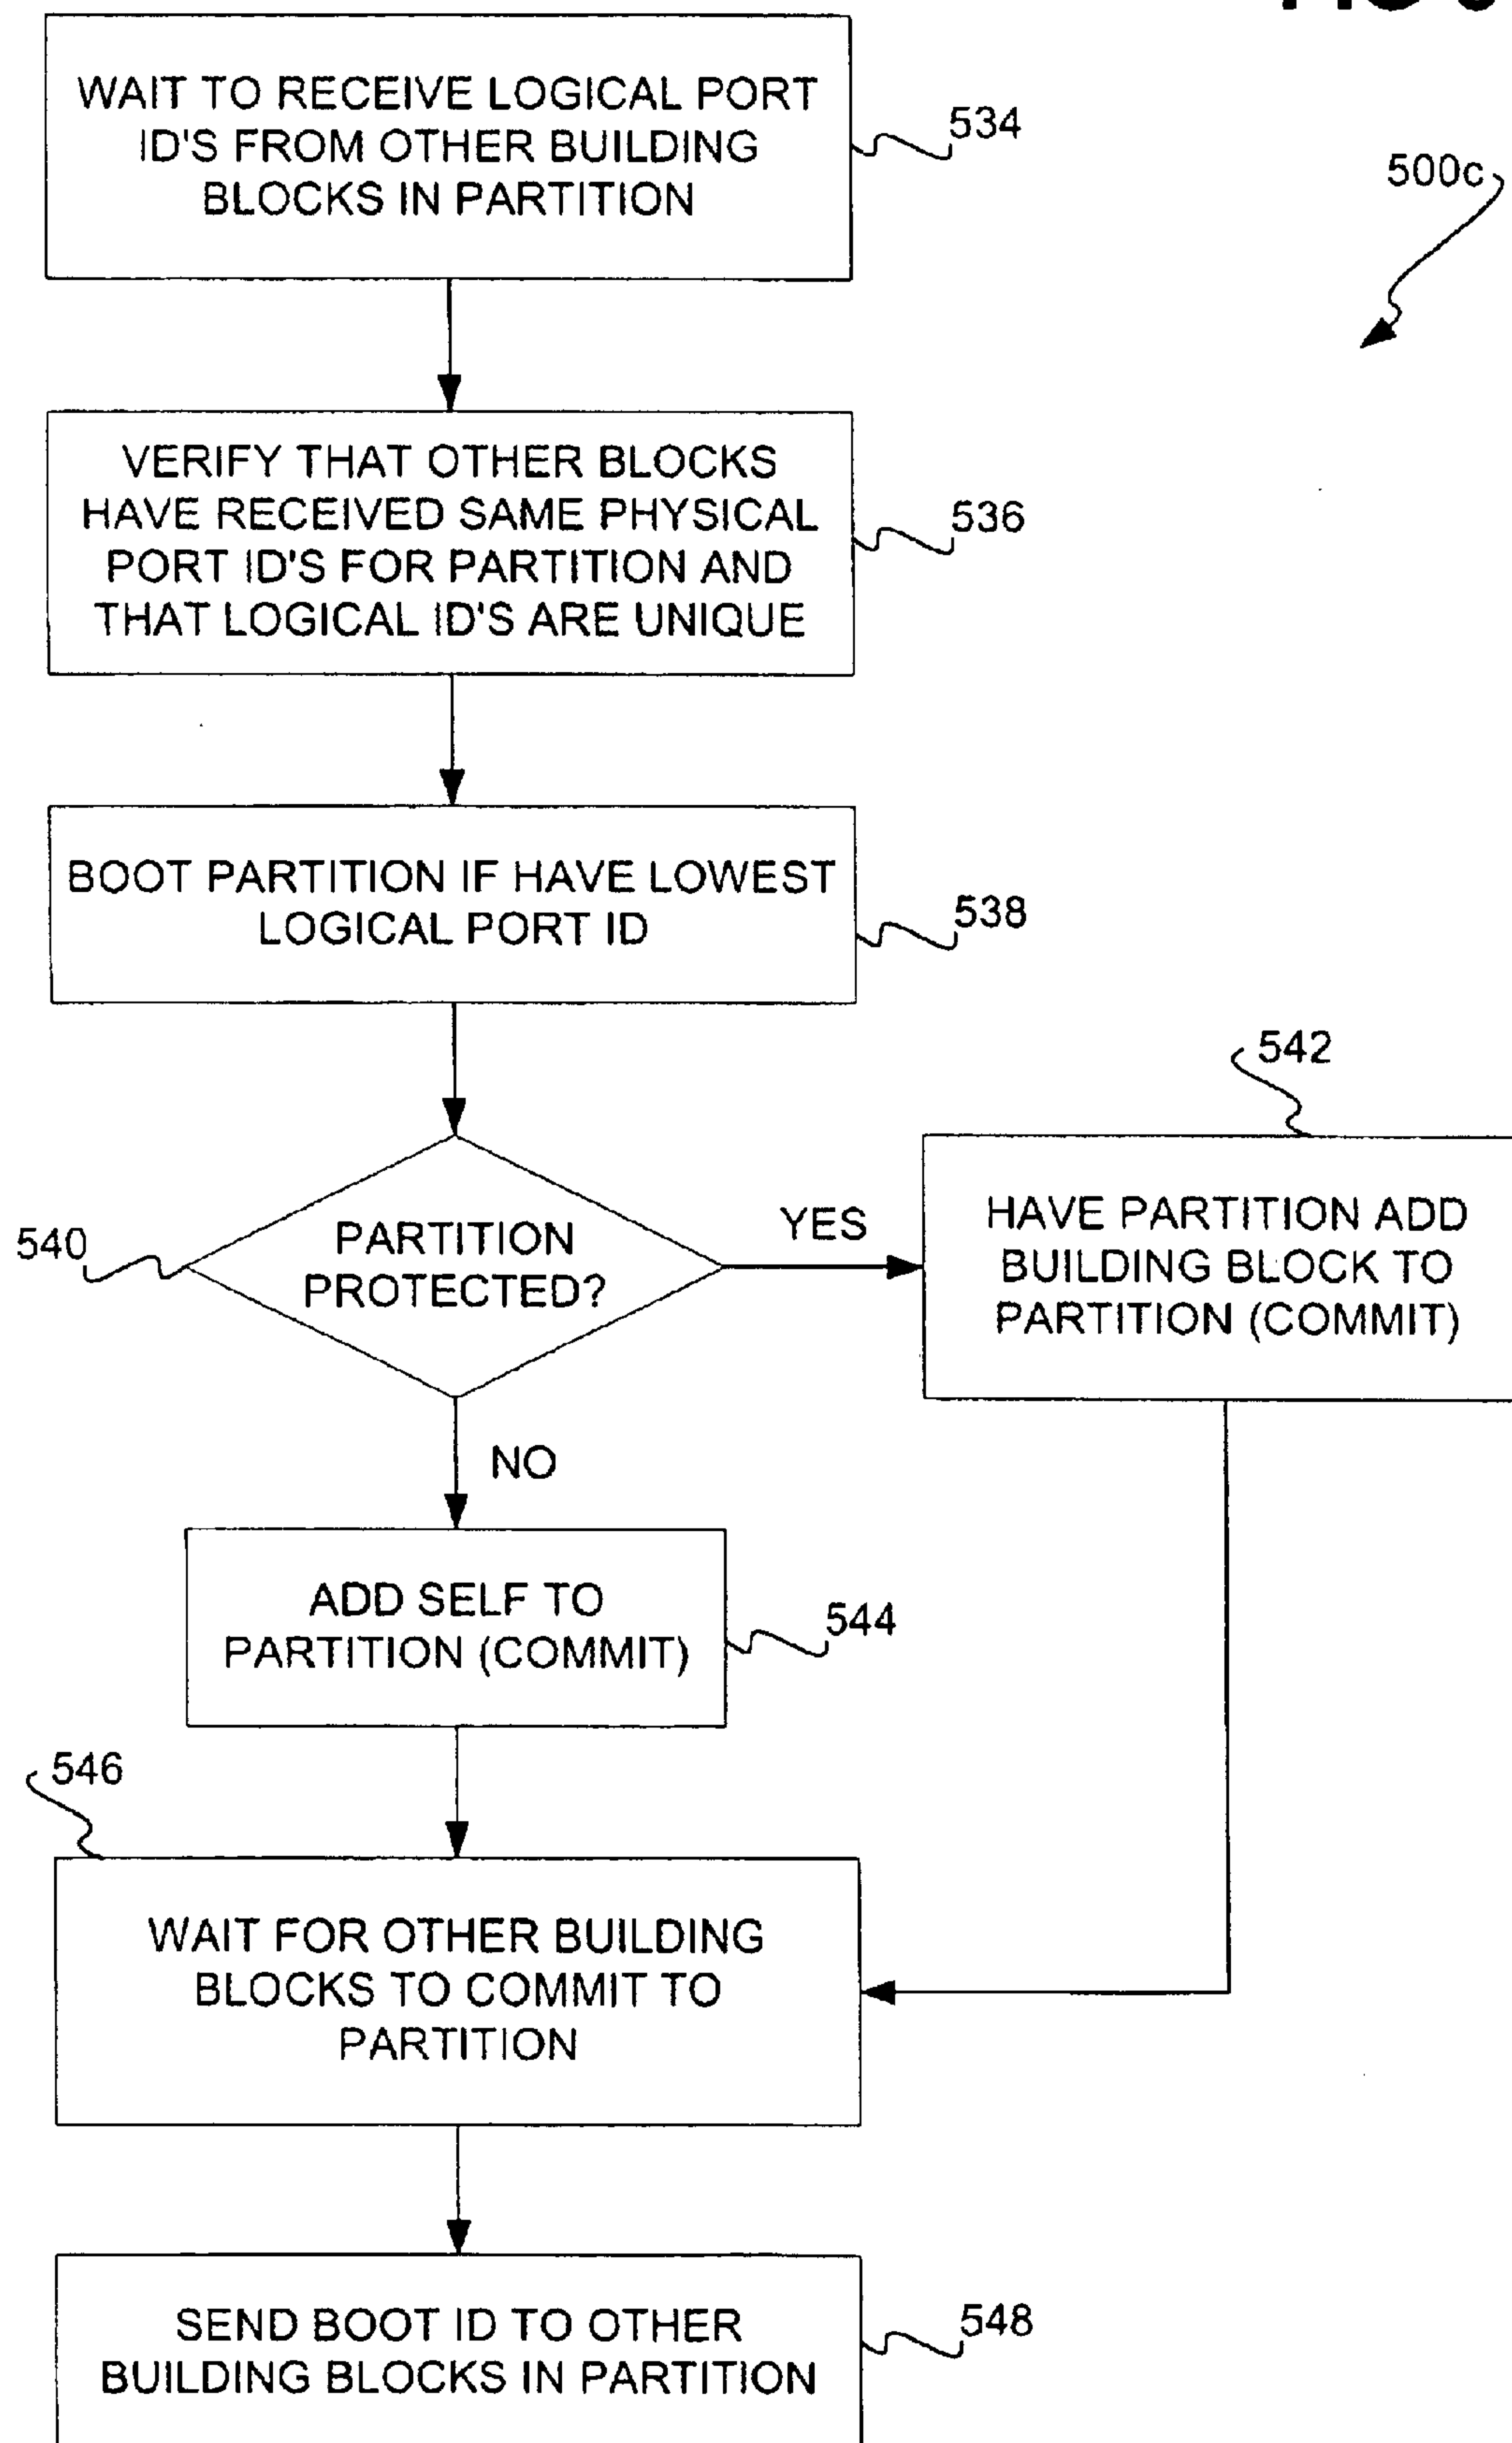 WAIT TO RECEIVE LOGICAL PORT
ID'S FROM OTHER BUILDING
BLOCKS IN PARTITION
534
500c
VERIFY THAT OTHER BLOCKS
HAVE RECEIVED SAME PHYSICAL
PORT ID'S FOR PARTITION AND
THAT LOGICAL ID'S ARE UNIQUE
536
BOOT PARTITION IF HAVE LOWEST
LOGICAL PORT ID
538
540
PARTITION
PROTECTED?
YES
542
HAVE PARTITION ADD
BUILDING BLOCK TO
PARTITION (COMMIT)
NO
ADD SELF TO
PARTITION (COMMIT)
544
546
WAIT FOR OTHER BUILDING
BLOCKS TO COMMIT TO
PARTITION
SEND BOOT ID TO OTHER
BUILDING BLOCKS IN PARTITION
548